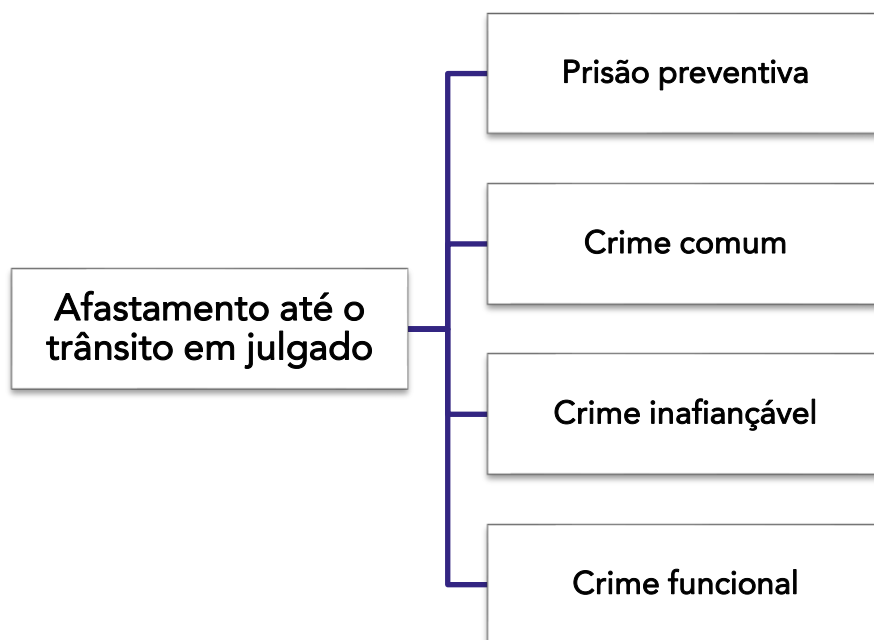 Prisão preventiva
Crime comum
Afastamento até o
trânsito em julgado
Crime inafiançável
Crime funcional